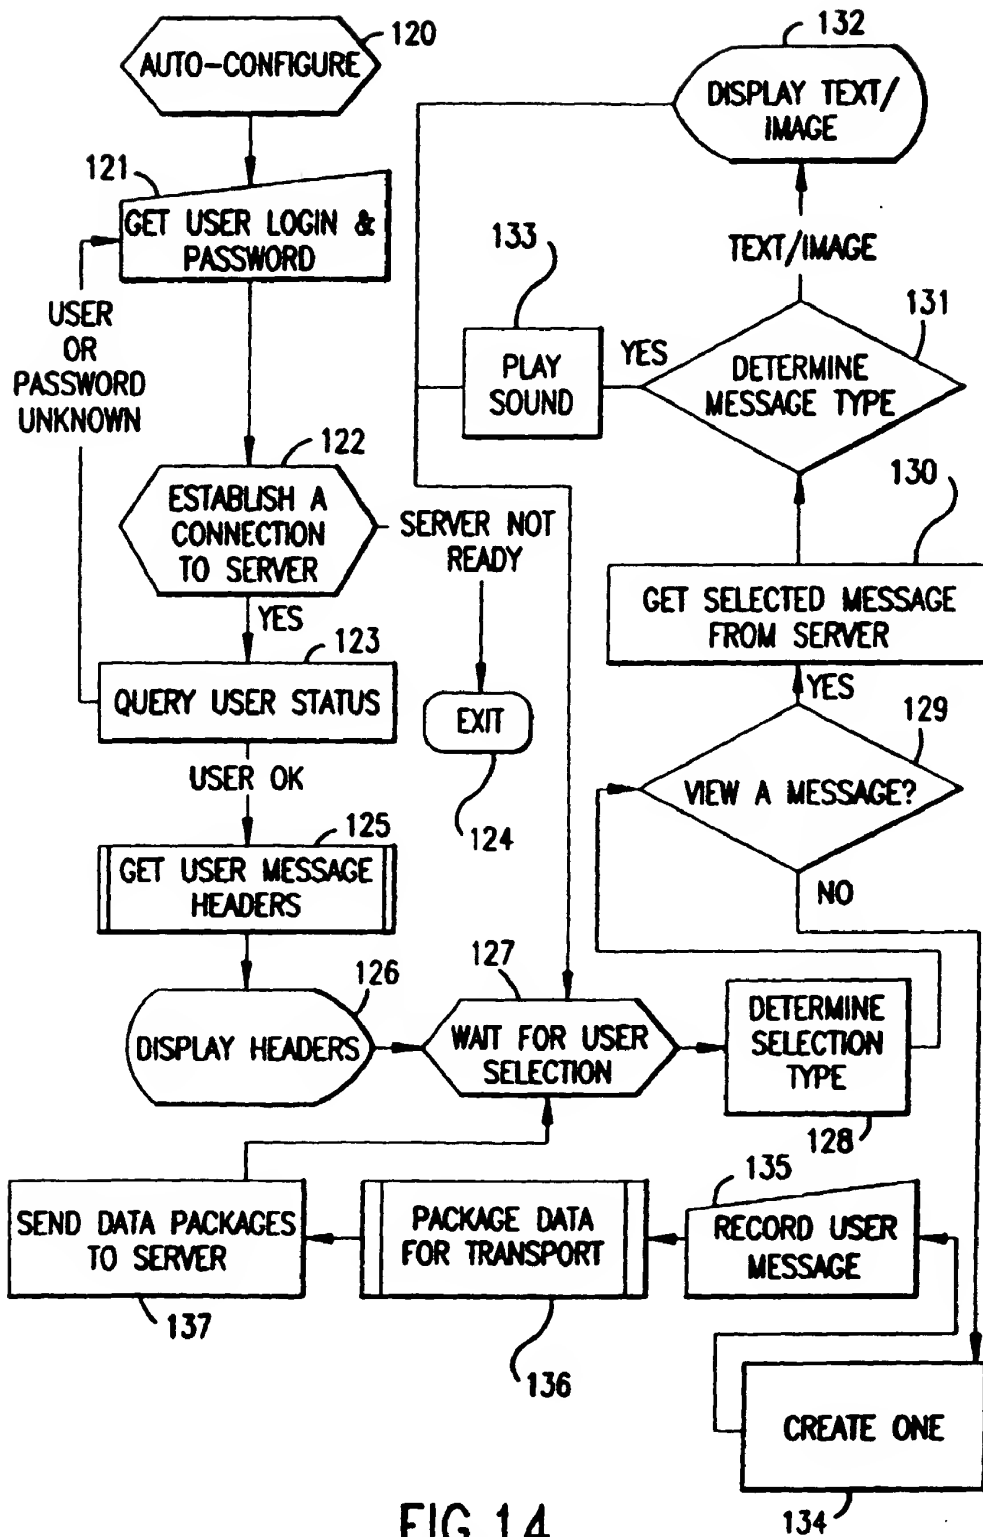 120
AUTO-CONFIGURE
121
GET USER LOGIN &
PASSWORD
USER
OR
PASSWORD
UNKNOWN
122
ESTABLISH A
CONNECTION
TO SERVER
SERVER NOT
READY
YES
123
QUERY USER STATUS
EXIT
124
USER OK
125
GET USER MESSAGE
HEADERS
126
DISPLAY HEADERS
127
WAIT FOR USER
SELECTION
DETERMINE
SELECTION
TYPE
128
VIEW A MESSAGE?
129
YES
NO
GET SELECTED MESSAGE
FROM SERVER
130
DETERMINE
MESSAGE TYPE
131
TEXT/IMAGE
132
DISPLAY TEXT/
IMAGE
YES
133
PLAY
SOUND
CREATE ONE
134
135
RECORD USER
MESSAGE
PACKAGE DATA
FOR TRANSPORT
136
SEND DATA PACKAGES
TO SERVER
137
FIG.14